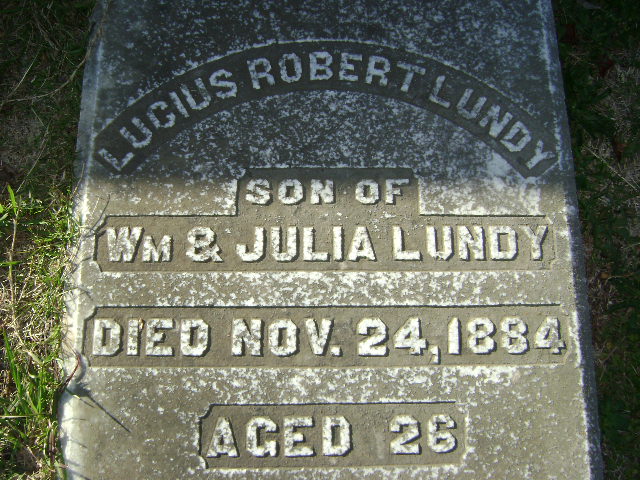 LUCIUS ROBERT LUNDY
SON OF
WM & JULIA LUNDY
DIED NOV. 24, 1884
AGED 26